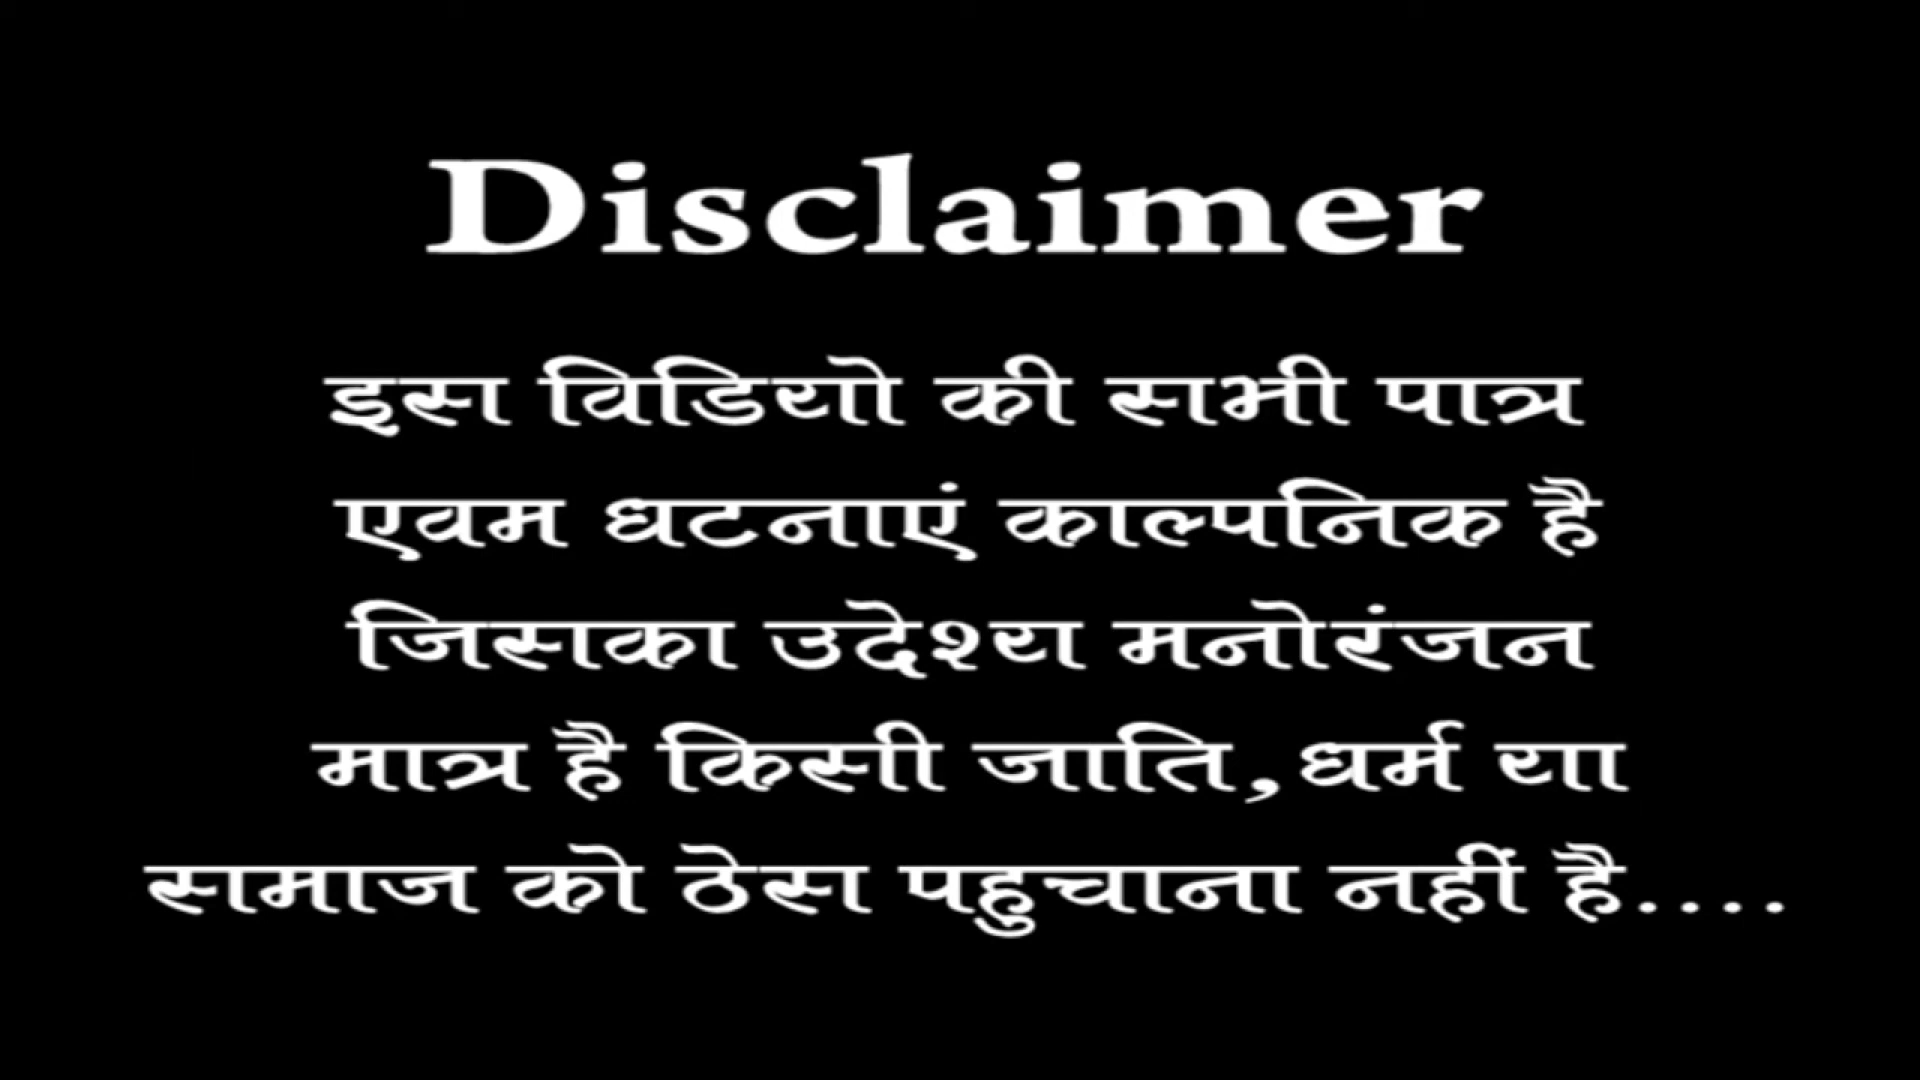 Disclaimer
इस विडियो की सभी पात्र
एवम धटनाएं काल्पनिक है
जिसका उदेश्य मनोरंजन
मात्र है किसी जाति,धर्म या
समाज को ठेस पहुचाना नहीं है....